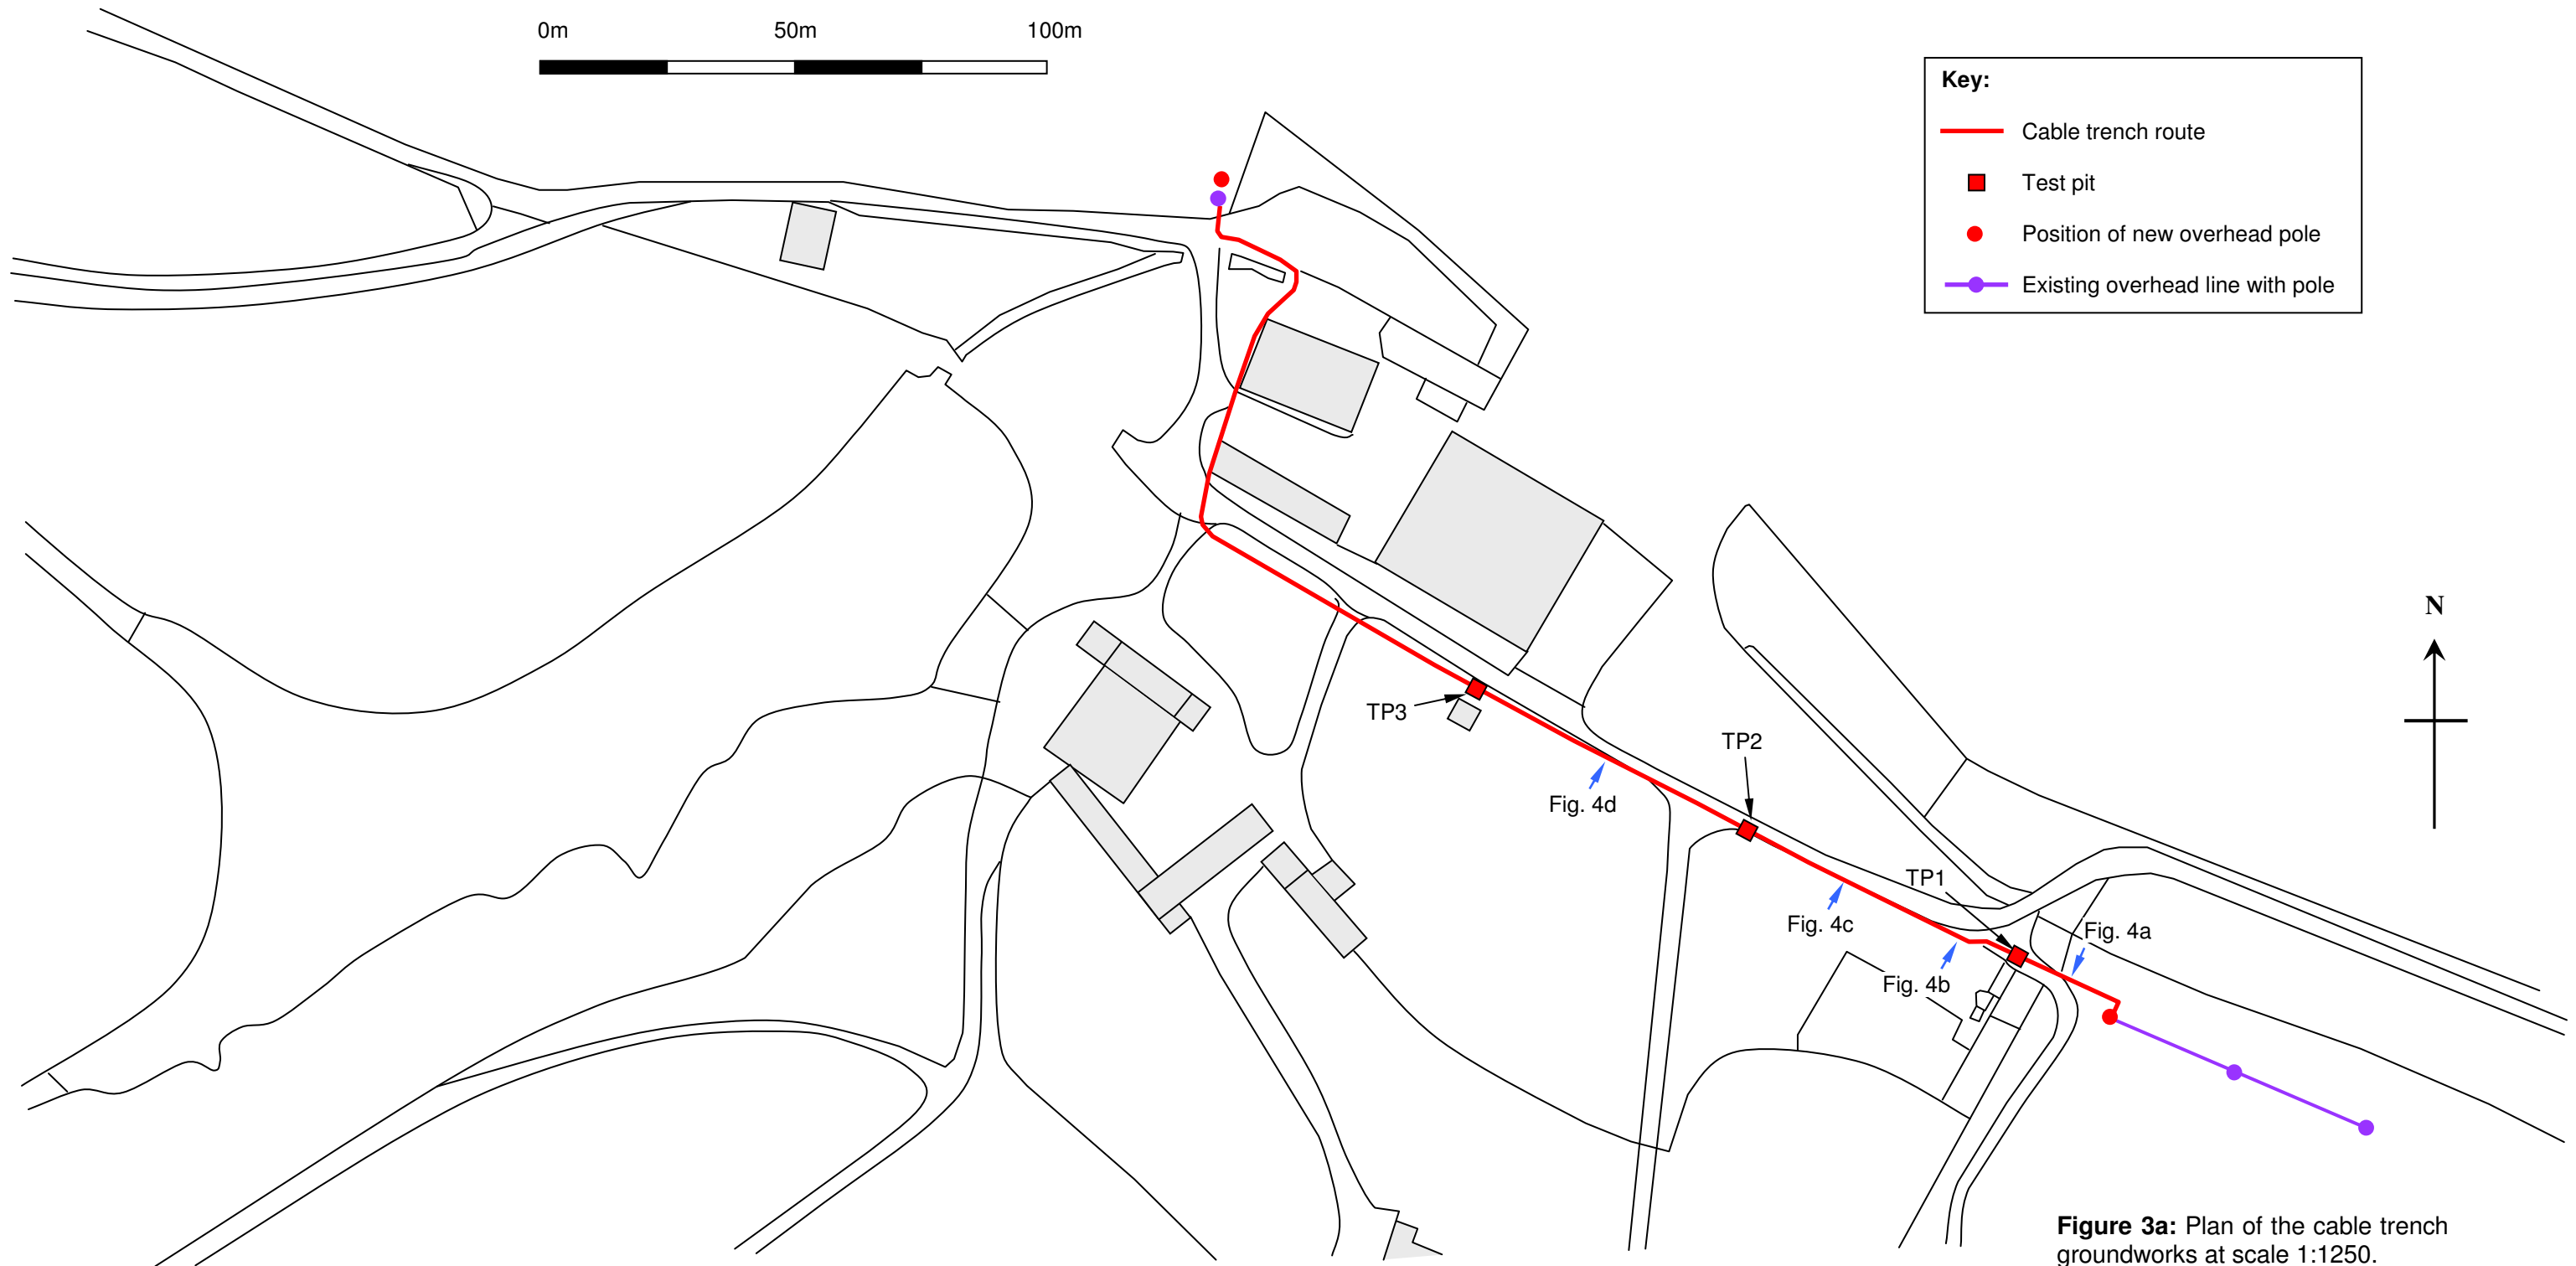 0m 50m 100m
Key:
Cable trench route
Test pit
Position of new overhead pole
Existing overhead line with pole
N
TP3
TP2
Fig. 4d
TP1
Fig. 4c
Fig. 4a
Fig. 4b
Figure 3a: Plan of the cable trench
groundworks at scale 1:1250.